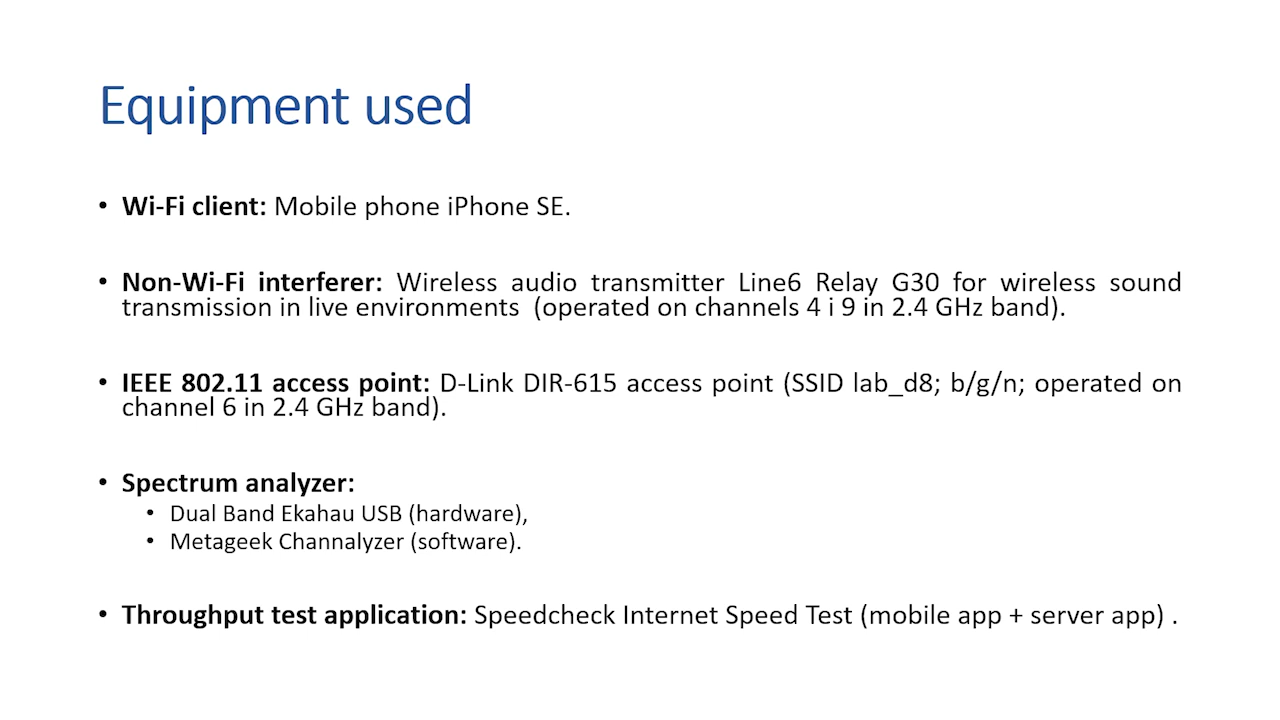 Equipment used
• Wi-Fi client: Mobile phone iPhone SE.
• Non-Wi-Fi interferer: Wireless audio transmitter Line6 Relay G30 for wireless sound
transmission in live environments  (operated on channels 4 i 9 in 2.4 GHz band).
• IEEE 802.11 access point: D-Link DIR-615 access point (SSID lab_d8; b/g/n; operated on
channel 6 in 2.4 GHz band).
• Spectrum analyzer:
• Dual Band Ekahau USB (hardware),
• Metageek Channalyzer (software).
• Throughput test application: Speedcheck Internet Speed Test (mobile app + server app) .